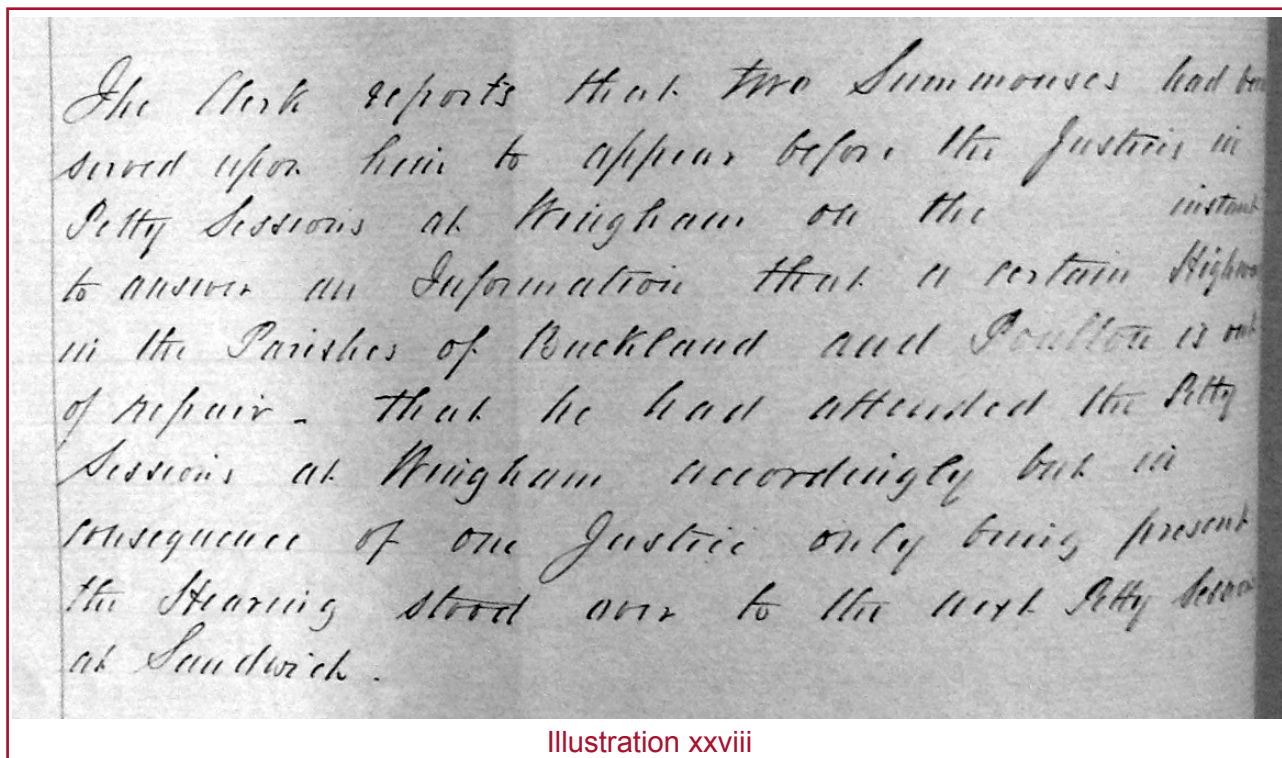 The Clerk reports that two Summonses had been
served upon him to appear before the Justices in
Petty Sessions at Wingham on the instant
to answer an Information that a certain Highway
in the Parishes of Buckland and Poulton is out
of repair - that he had attended the Petty
Sessions at Wingham accordingly but in
consequence of one Justice only being present
the Hearing stood over to the next Petty Sessions
at Sandwich.
Illustration xxviii